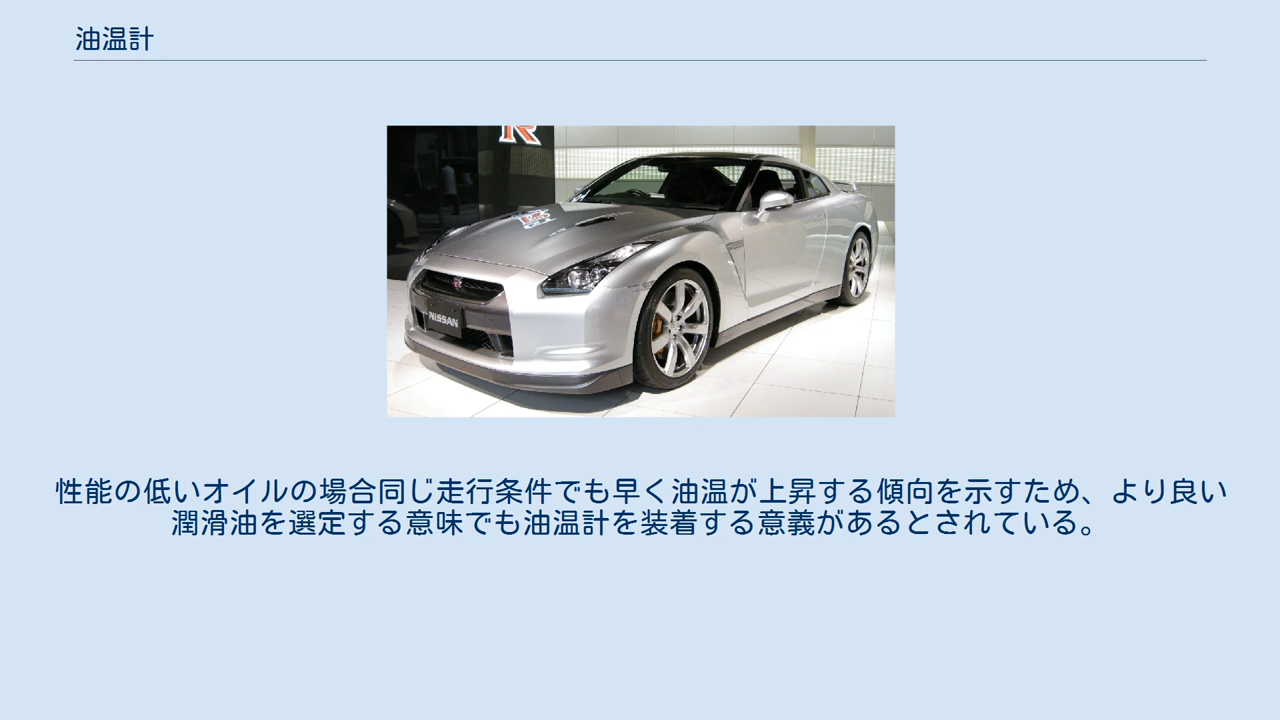 油温計
R
NISSAN
性能の低いオイルの場合同じ走行条件でも早く油温が上昇する傾向を示すため、より良い
潤滑油を選定する意味でも油温計を装着する意義があるとされている。